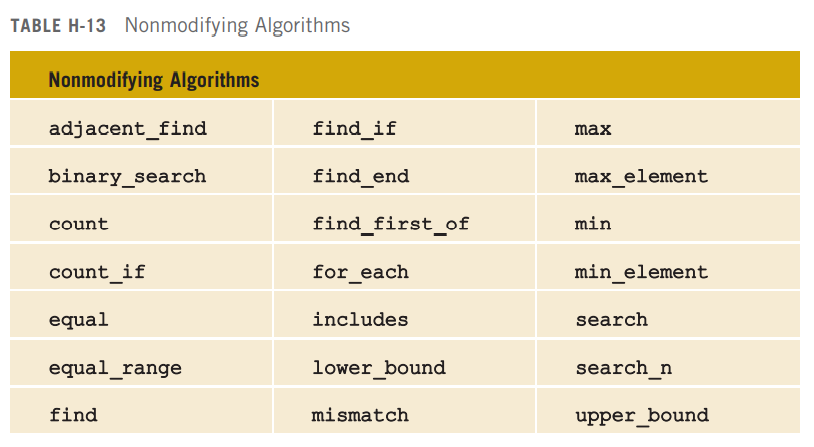 TABLE H-13 Nonmodifying Algorithms
Nonmodifying Algorithms
adjacent_find find_if max
binary_search find_end max_element
count find_first_of min
count_if for_each min_element
equal includes search
equal_range lower_bound search_n
find mismatch upper_bound